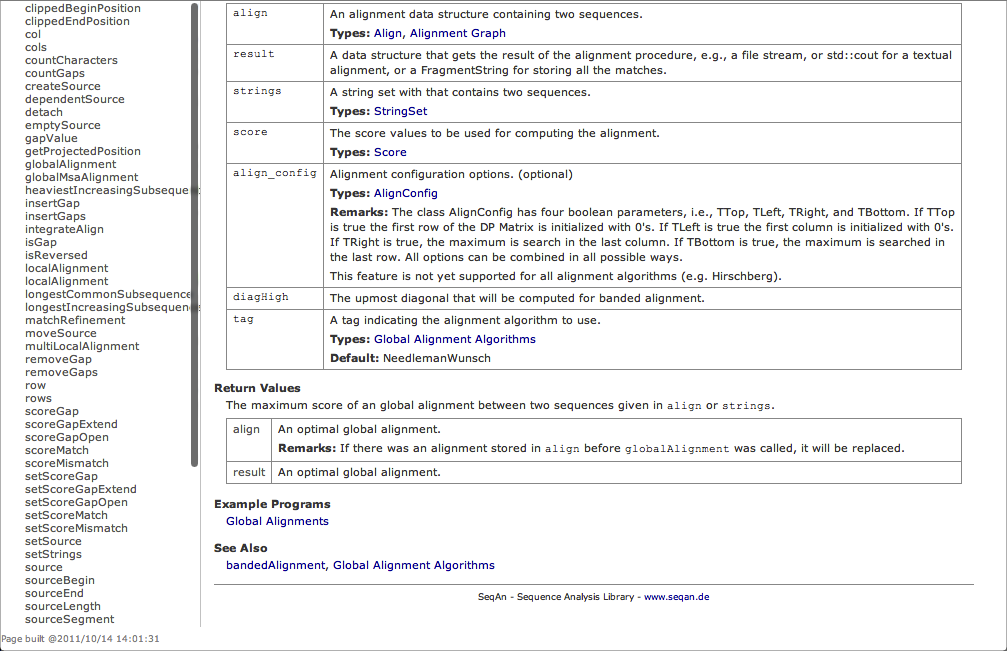 clippedBeginPosition
clippedEndPosition
col
cols
countCharacters
countGaps
createSource
dependentSource
detach
emptySource
gapValue
getProjectedPosition
globalAlignment
globalMsaAlignment
heaviestIncreasingSubseque
insertGap
insertGaps
integrateAlign
isGap
isReversed
localAlignment
localAlignment
longestCommonSubsequence
longestIncreasingSubsequen
matchRefinement
moveSource
multiLocalAlignment
removeGap
removeGaps
row
rows
scoreGap
scoreGapExtend
scoreGapOpen
scoreMatch
scoreMismatch
setScoreGap
setScoreGapExtend
setScoreGapOpen
setScoreMatch
setScoreMismatch
setSource
setStrings
source
sourceBegin
sourceEnd
sourceLength
sourceSegment
Page built @2011/10/14 14:01:31
align An alignment data structure containing two sequences.
Types: Align, Alignment Graph
result A data structure that gets the result of the alignment procedure, e.g., a file stream, or std::cout for a textual
alignment, or a FragmentString for storing all the matches.
strings A string set with that contains two sequences.
Types: StringSet
score The score values to be used for computing the alignment.
Types: Score
align_config Alignment configuration options. (optional)
Types: AlignConfig
Remarks: The class AlignConfig has four boolean parameters, i.e., TTop, TLeft, TRight, and TBottom. If TTop
is true the first row of the DP Matrix is initialized with 0's. If TLeft is true the first column is initialized with 0's.
If TRight is true, the maximum is search in the last column. If TBottom is true, the maximum is searched in
the last row. All options can be combined in all possible ways.
This feature is not yet supported for all alignment algorithms (e.g. Hirschberg).
diagHigh The upmost diagonal that will be computed for banded alignment.
tag A tag indicating the alignment algorithm to use.
Types: Global Alignment Algorithms
Default: NeedlemanWunsch
Return Values
The maximum score of an global alignment between two sequences given in align or strings.
align An optimal global alignment.
Remarks: If there was an alignment stored in align before globalAlignment was called, it will be replaced.
result An optimal global alignment.
Example Programs
Global Alignments
See Also
bandedAlignment, Global Alignment Algorithms
SeqAn - Sequence Analysis Library - www.seqan.de